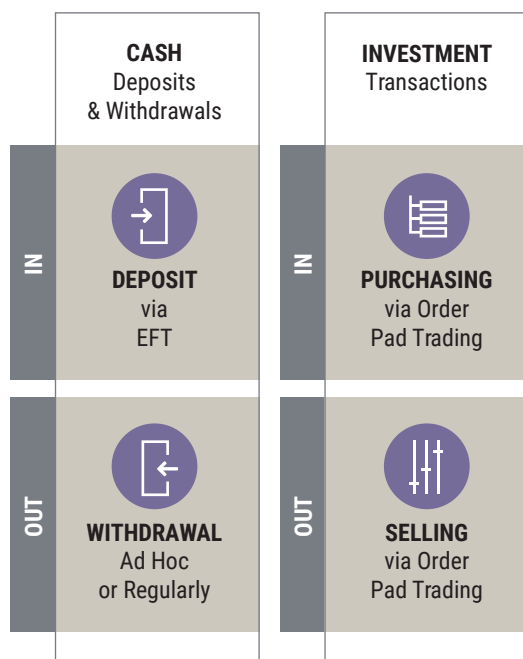 CASH
Deposits
& Withdrawals
IN
DEPOSIT
via
EFT
OUT
WITHDRAWAL
Ad Hoc
or Regularly
INVESTMENT
Transactions
IN
PURCHASING
via Order
Pad Trading
OUT
SELLING
via Order
Pad Trading